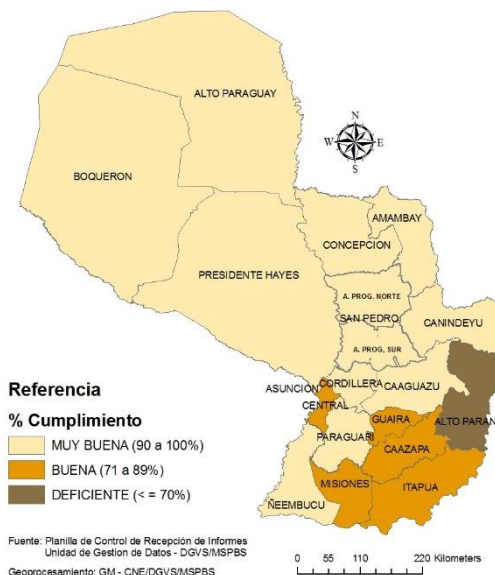 ALTO PARAGUAY
N
W E
S
BOQUERON
AMAMBAY
CONCEPCION
PRESIDENTE HAYES
A. PROG. NORTE
SAN PEDRO
CANINDEYU
A. PROG. SUR
CORDILLERA
ASUNCION
CAAGUAZU
CENTRAL
GUAIRA
ALTO PARANA
PARAGUARI
CAAZAPA
MISIONES
ITAPUA
ÑEEMBUCU
Referencia
% Cumplimiento
MUY BUENA (90 a 100%)
BUENA (71 a 89%)
DEFICIENTE (< = 70%)
Fuente: Planilla de Control de Recepción de Informes
Unidad de Gestion de Datos - DGVS/MSPBS
Geoprocesamiento: GM - CNE/DGVS/MSPBS
0 55 110 220 Kilometers